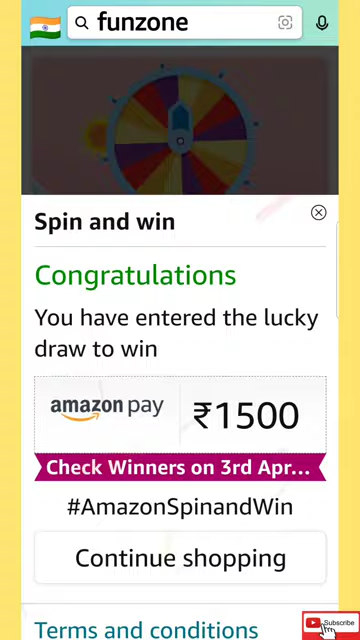 funzone
Spin and win
Congratulations
You have entered the lucky
draw to win
amazon pay
₹1500
Check Winners on 3rd Apr...
#AmazonSpinandWin
Continue shopping
Subscribe
Terms and conditions